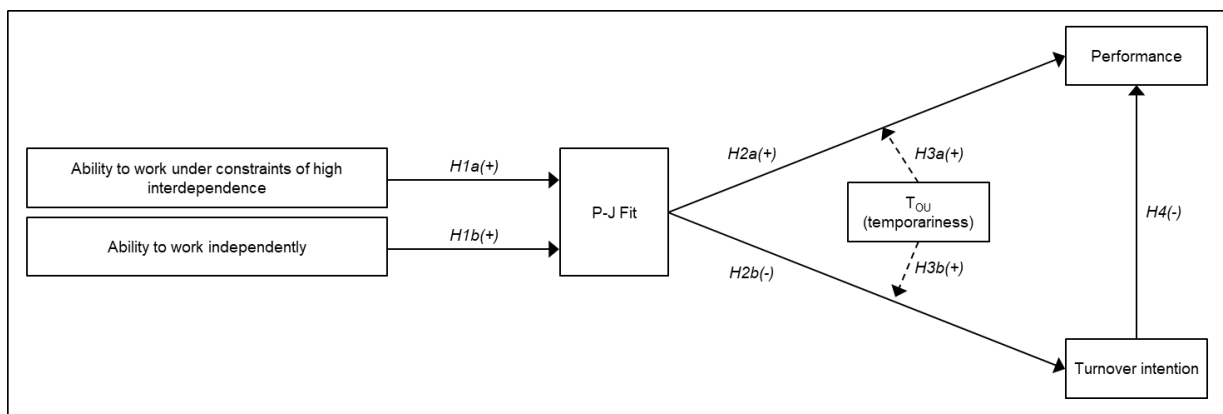 Performance
Ability to work under constraints of high
interdependence
H1a(+)
H2a(+)
H3a(+)
P-J Fit
TOU
(temporariness)
H4(-)
Ability to work independently
H1b(+)
H2b(-)
H3b(+)
Turnover intention